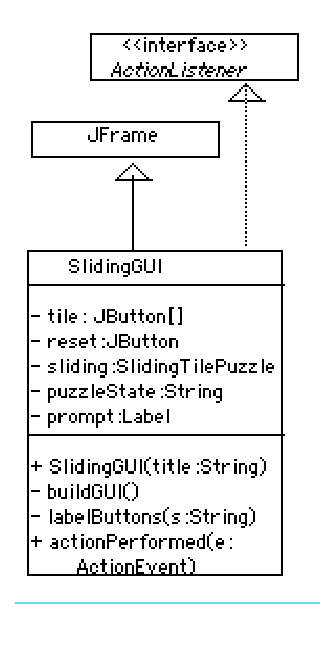 <<interface>>
ActionListener
JFrame
SlidingGUI
- tile: JButton[]
- reset:JButton
- sliding:SlidingTilePuzzle
- puzzleState:String
- prompt:Label
+ SlidingGUI(title:String)
- buildGUI()
- labelButtons(s:String)
+ actionPerformed(e:
ActionEvent)